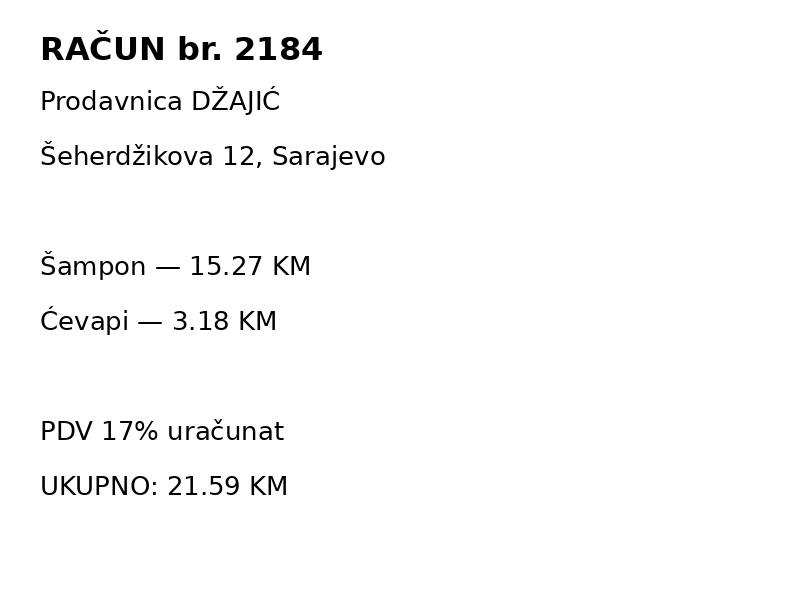 RAČUN br. 2184
Prodavnica DŽAJIĆ
Šeherdžikova 12, Sarajevo
Šampon — 15.27 KM
Ćevapi — 3.18 KM
PDV 17% uračunat
UKUPNO: 21.59 KM